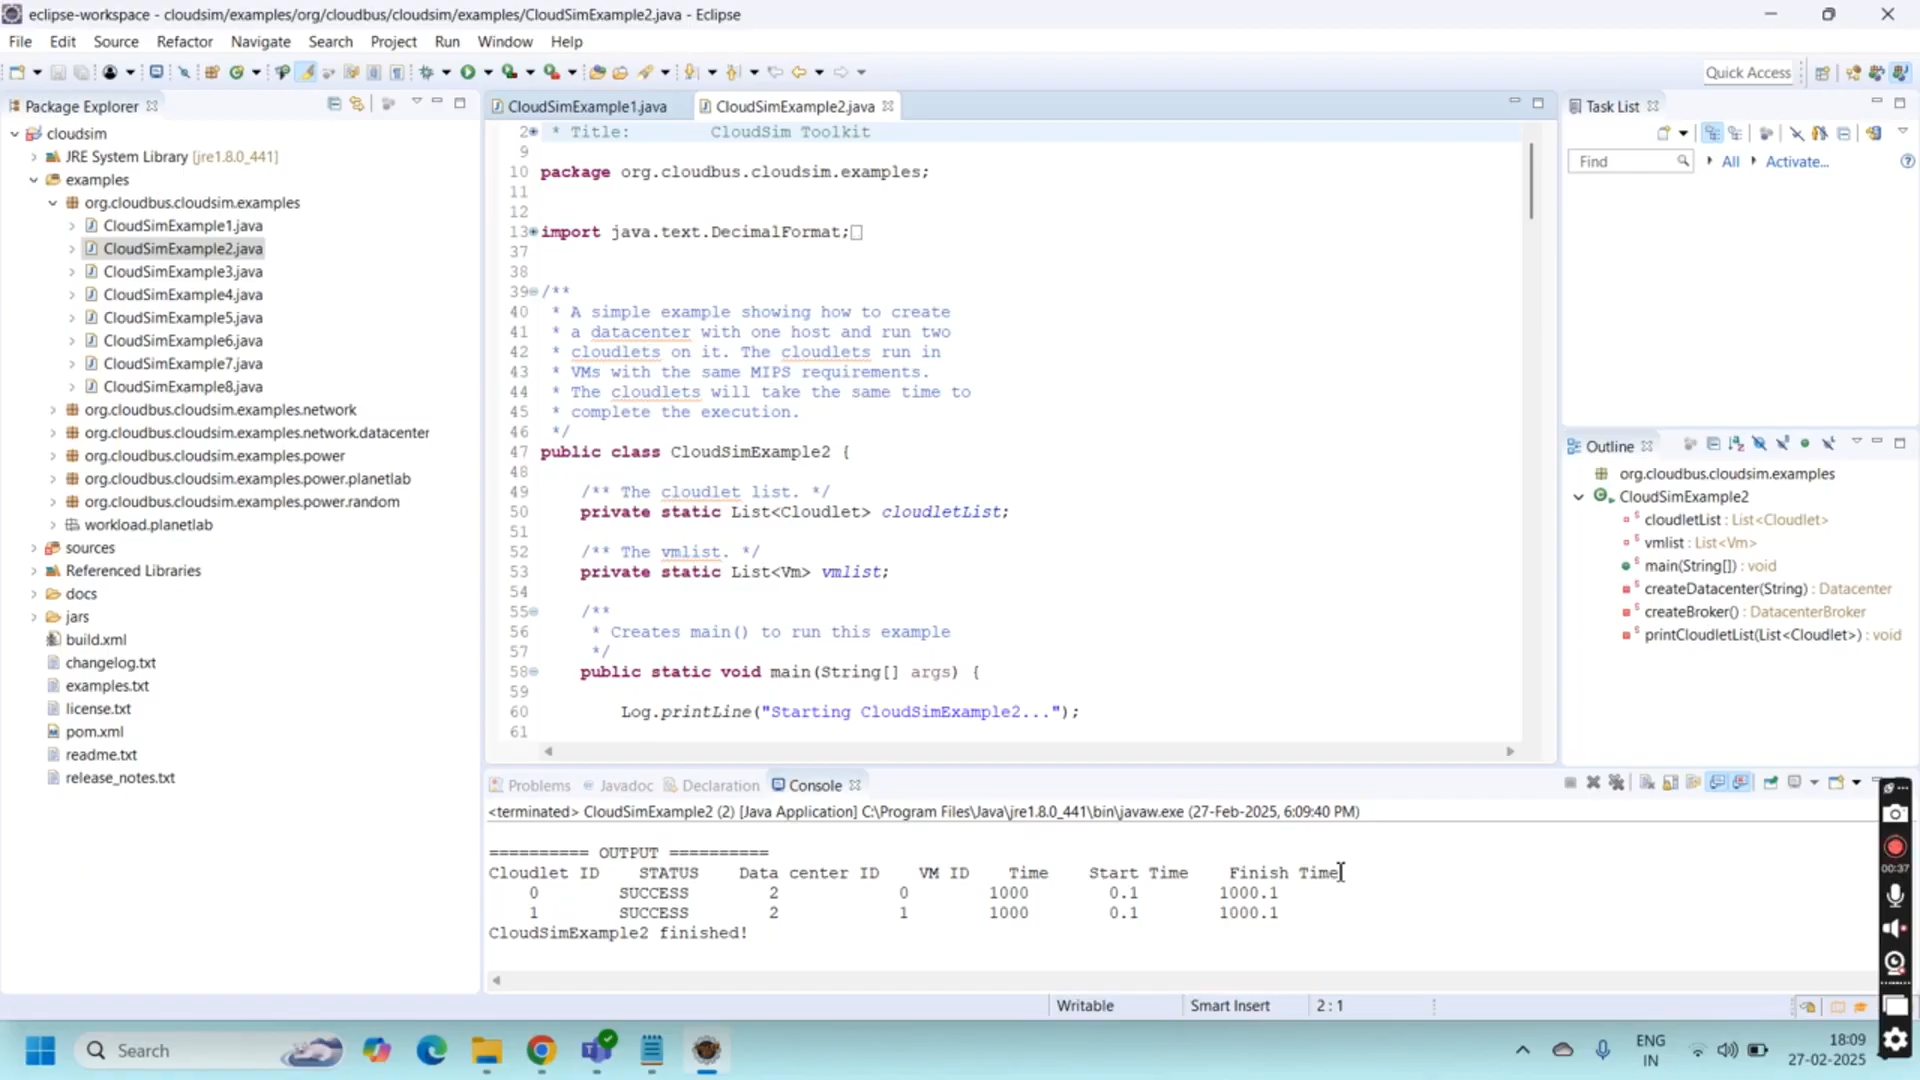 eclipse-workspace - cloudsim/examples/org/cloudbus/cloudsim/examples/CloudSimExample2.java - Eclipse
File Edit Source Refactor Navigate Search Project Run Window Help
Quick Access
Package Explorer
cloudsim
JRE System Library [jre1.8.0_441]
examples
org.cloudbus.cloudsim.examples
CloudSimExample1.java
CloudSimExample2.java
CloudSimExample3.java
CloudSimExample4.java
CloudSimExample5.java
CloudSimExample6.java
CloudSimExample7.java
CloudSimExample8.java
org.cloudbus.cloudsim.examples.network
org.cloudbus.cloudsim.examples.network.datacenter
org.cloudbus.cloudsim.examples.power
org.cloudbus.cloudsim.examples.power.planetlab
org.cloudbus.cloudsim.examples.power.random
workload.planetlab
sources
Referenced Libraries
docs
jars
build.xml
changelog.txt
examples.txt
license.txt
pom.xml
readme.txt
release_notes.txt
CloudSimExample1.java CloudSimExample2.java
2 * Title: CloudSim Toolkit
9
10 package org.cloudbus.cloudsim.examples;
11
12
13 import java.text.DecimalFormat;
37
38
39 /**
40 * A simple example showing how to create
41 * a datacenter with one host and run two
42 * cloudlets on it. The cloudlets run in
43 * VMs with the same MIPS requirements.
44 * The cloudlets will take the same time to
45 * complete the execution.
46 */
47 public class CloudSimExample2 {
48
49 /** The cloudlet list. */
50 private static List<Cloudlet> cloudletList;
51
52 /** The vmlist. */
53 private static List<Vm> vmlist;
54
55 /**
56 * Creates main() to run this example
57 */
58 public static void main(String[] args) {
59
60 Log.printLine("Starting CloudSimExample2...");
61
Task List
Find All Activate...
Outline
org.cloudbus.cloudsim.examples
CloudSimExample2
cloudletList : List<Cloudlet>
vmlist : List<Vm>
main(String[]) : void
createDatacenter(String) : Datacenter
createBroker() : DatacenterBroker
printCloudletList(List<Cloudlet>) : void
Problems Javadoc Declaration Console
<terminated> CloudSimExample2 (2) [Java Application] C:\Program Files\Java\jre1.8.0_441\bin\javaw.exe (27-Feb-2025, 6:09:40 PM)
========== OUTPUT ==========
Cloudlet ID STATUS Data center ID VM ID Time Start Time Finish Time
0 SUCCESS 2 0 1000 0.1 1000.1
1 SUCCESS 2 1 1000 0.1 1000.1
CloudSimExample2 finished!
00:37
Writable Smart Insert 2 : 1
Search
ENG
IN
18:09
27-02-2025